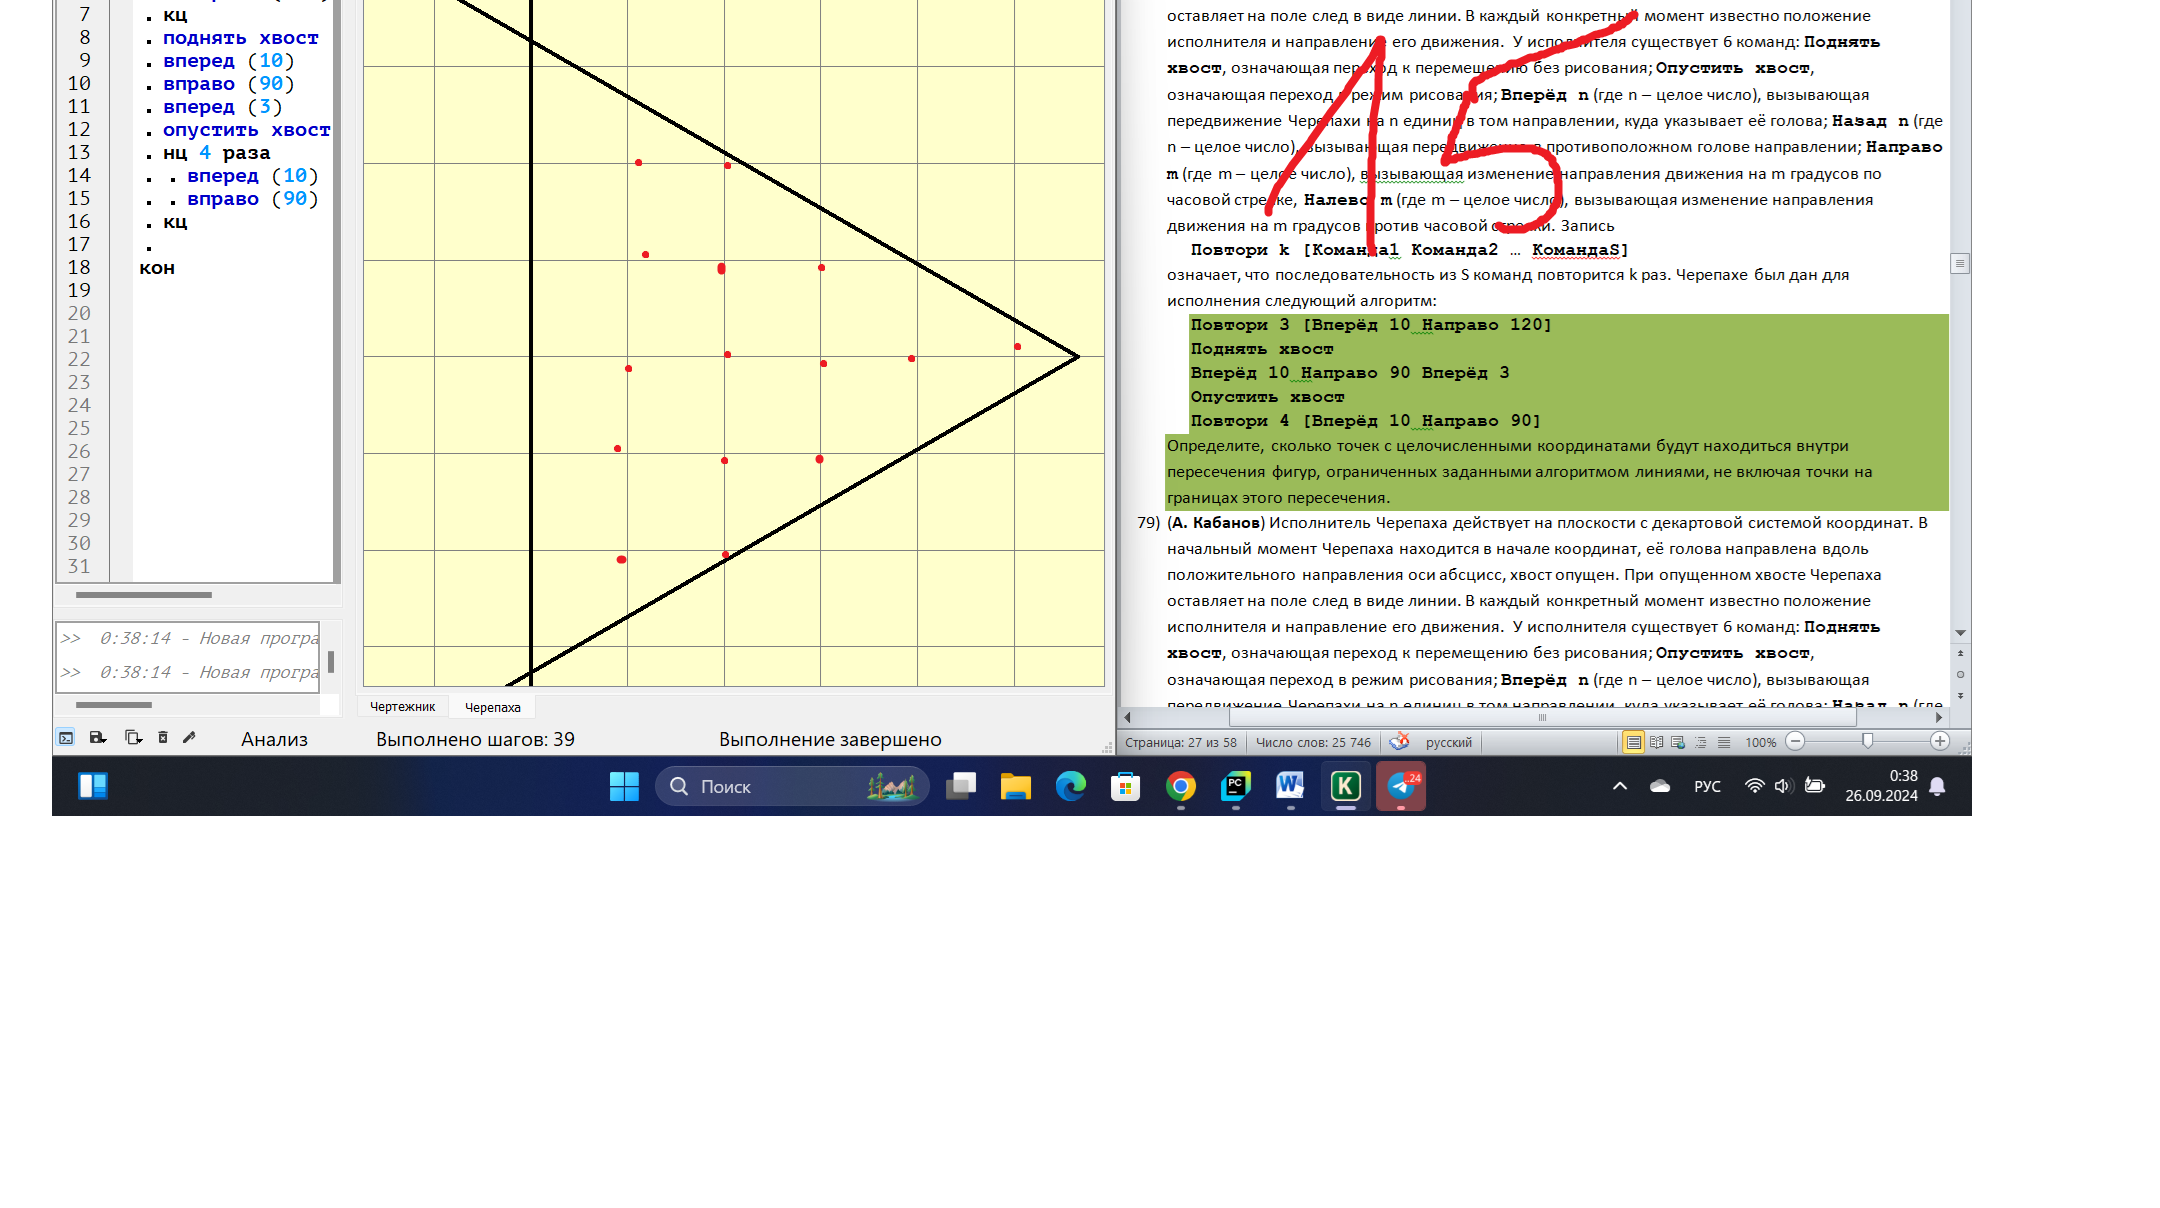 7 . кц
8 . поднять хвост
9 . вперед (10)
10 . вправо (90)
11 . вперед (3)
12 . опустить хвост
13 . нц 4 раза
14 . . вперед (10)
15 . . вправо (90)
16 . кц
17 .
18 кон
19
20
21
22
23
24
25
26
27
28
29
30
31
>> 0:38:14 - Новая програ
>> 0:38:14 - Новая програ
Чертежник Черепаха
Анализ Выполнено шагов: 39 Выполнение завершено
15
оставляет на поле след в виде линии. В каждый конкретный момент известно положение
исполнителя и направление его движения. У исполнителя существует 6 команд: Поднять
хвост, означающая переход к перемещению без рисования; Опустить хвост,
означающая переход в режим рисования; Вперёд n (где n – целое число), вызывающая
передвижение Черепахи на n единиц в том направлении, куда указывает её голова; Назад n (где
n – целое число), вызывающая передвижение в противоположном голове направлении; Направо
m (где m – целое число), вызывающая изменение направления движения на m градусов по
часовой стрелке, Налево m (где m – целое число), вызывающая изменение направления
движения на m градусов против часовой стрелки. Запись
Повтори k [Команда1 Команда2 … КомандаS]
означает, что последовательность из S команд повторится k раз. Черепахе был дан для
исполнения следующий алгоритм:
Повтори 3 [Вперёд 10 Направо 120]
Поднять хвост
Вперёд 10 Направо 90 Вперёд 3
Опустить хвост
Повтори 4 [Вперёд 10 Направо 90]
Определите, сколько точек с целочисленными координатами будут находиться внутри
пересечения фигур, ограниченных заданными алгоритмом линиями, не включая точки на
границах этого пересечения.
79) (А. Кабанов) Исполнитель Черепаха действует на плоскости с декартовой системой координат. В
начальный момент Черепаха находится в начале координат, её голова направлена вдоль
положительного направления оси абсцисс, хвост опущен. При опущенном хвосте Черепаха
оставляет на поле след в виде линии. В каждый конкретный момент известно положение
исполнителя и направление его движения. У исполнителя существует 6 команд: Поднять
хвост, означающая переход к перемещению без рисования; Опустить хвост,
означающая переход в режим рисования; Вперёд n (где n – целое число), вызывающая
передвижение Черепахи на n единиц в том направлении, куда указывает её голова; Назад n (где
Страница: 27 из 58 Число слов: 25 746 русский 100%
Поиск
..24
РУС
0:38
26.09.2024